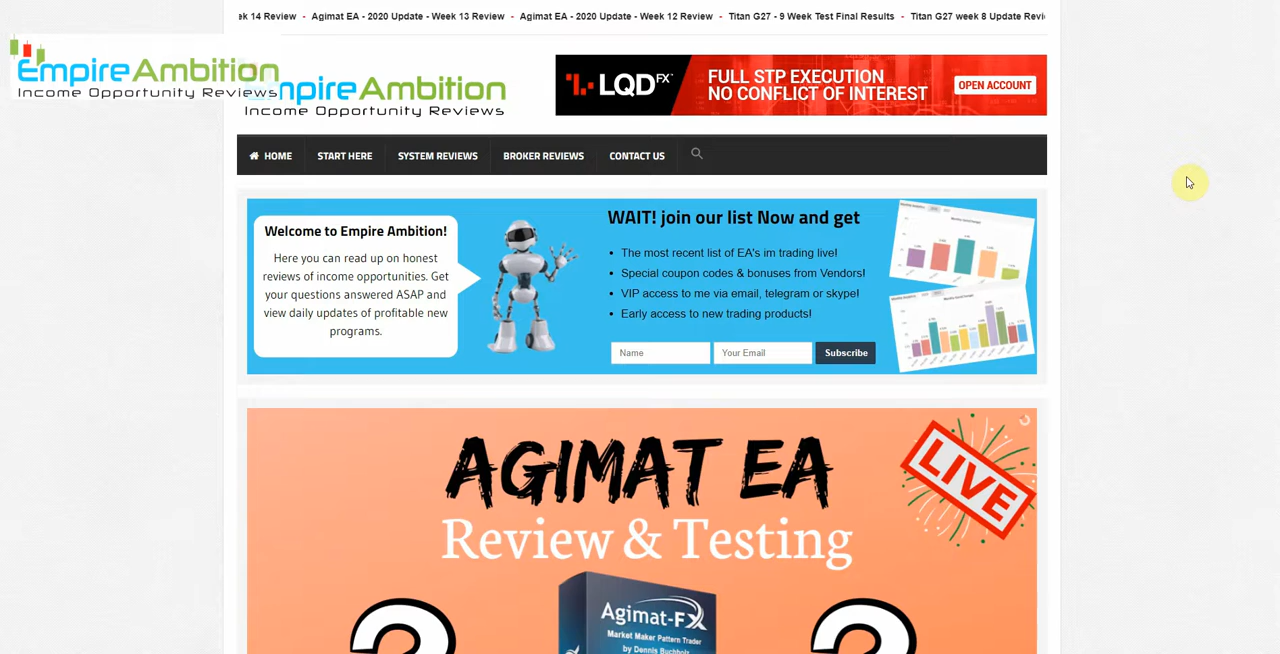 ek 14 Review - Agimat EA - 2020 Update - Week 13 Review - Agimat EA - 2020 Update - Week 12 Review - Titan G27 - 9 Week Test Final Results - Titan G27 week 8 Update Revi
EmpireAmbition
Income Opportunity Reviews
mpireAmbition
Income Opportunity Reviews
LQDFX™
FULL STP EXECUTION
NO CONFLICT OF INTEREST
OPEN ACCOUNT
HOME START HERE SYSTEM REVIEWS BROKER REVIEWS CONTACT US
Welcome to Empire Ambition!
Here you can read up on honest
reviews of income opportunities. Get
your questions answered ASAP and
view daily updates of profitable new
programs.
WAIT! join our list Now and get
• The most recent list of EA's im trading live!
• Special coupon codes & bonuses from Vendors!
• VIP access to me via email, telegram or skype!
• Early access to new trading products!
Name Your Email Subscribe
AGIMAT EA
Review & Testing
LIVE
? ?
Agimat-FX
Market Maker Pattern Trader
by Dennis Buchholz